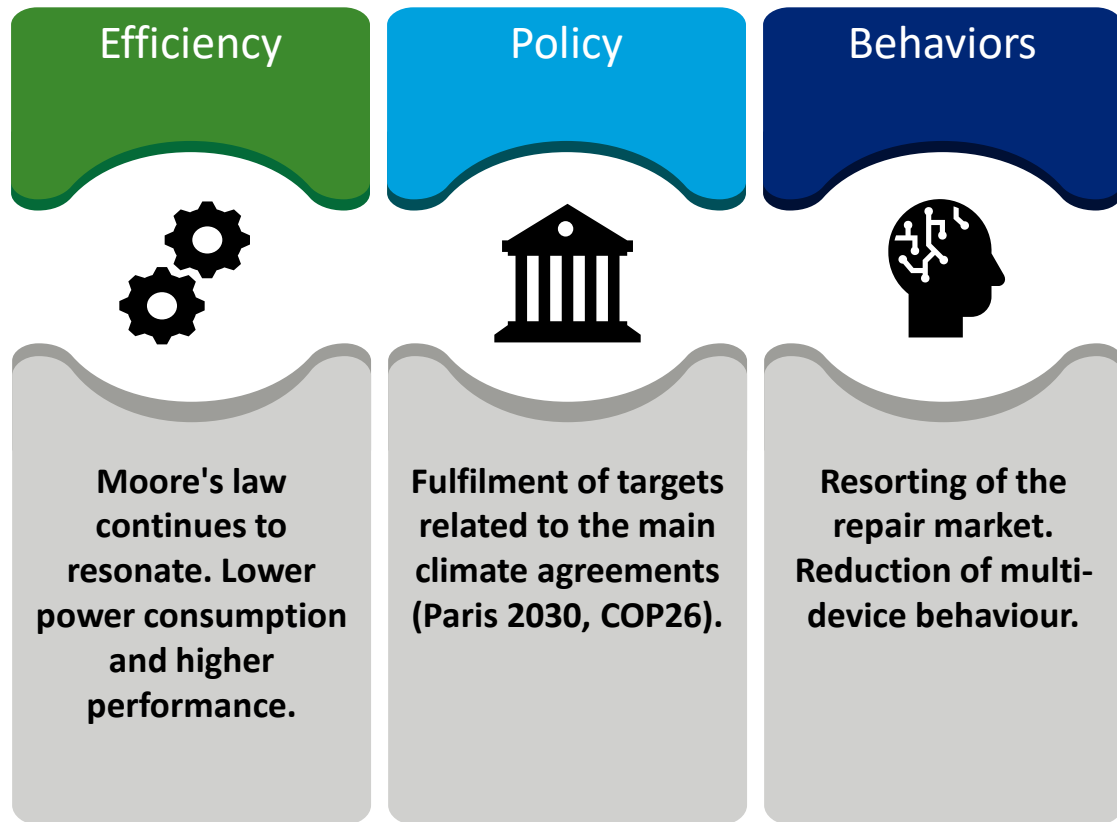 Efficiency
Moore's law
continues to
resonate. Lower
power consumption
and higher
performance.
Policy
Fulfilment of targets
related to the main
climate agreements
(Paris 2030, COP26).
Behaviors
Resorting of the
repair market.
Reduction of multi-
device behaviour.